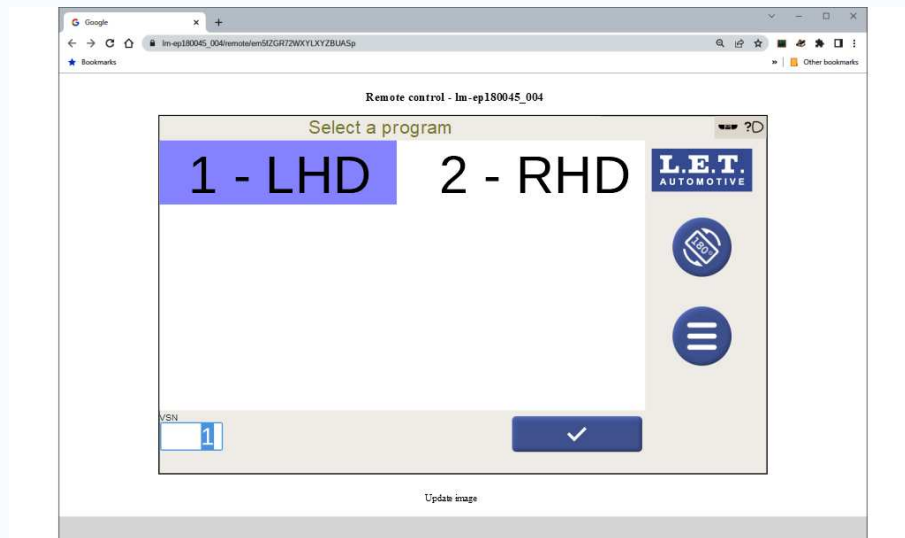 Google
lm-ep180045_004/remote/em5IZGR72WXYLXYZBUASp
Bookmarks
» Other bookmarks
Remote control - lm-ep180045_004
Select a program
?
1 - LHD 2 - RHD
L.E.T.
AUTOMOTIVE
180°
VSN
1
Update image